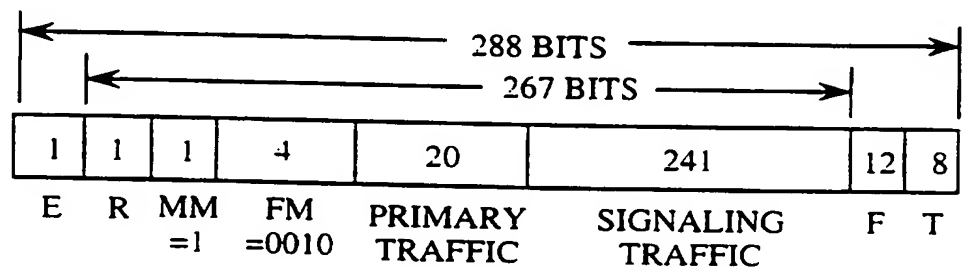 288 BITS
267 BITS
1 1 1 4 20 241 12 8
E R MM FM PRIMARY SIGNALING F T
=1 =0010 TRAFFIC TRAFFIC